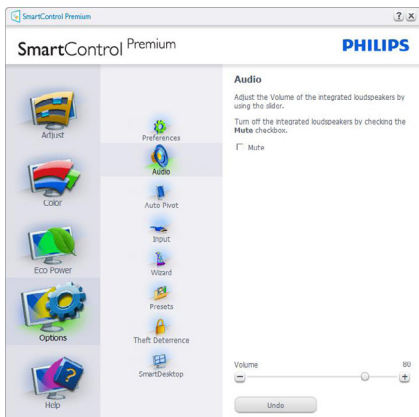 SmartControl Premium
SmartControl Premium
PHILIPS
Adjust
Color
Eco Power
Options
Help
Preferences
Audio
Auto Pivot
Input
Wizard
Presets
Theft Deterrence
SmartDesktop
Audio
Adjust the Volume of the integrated loudspeakers by
using the slider.
Turn off the integrated loudspeakers by checking the
Mute checkbox.
Mute
Volume 80
Undo